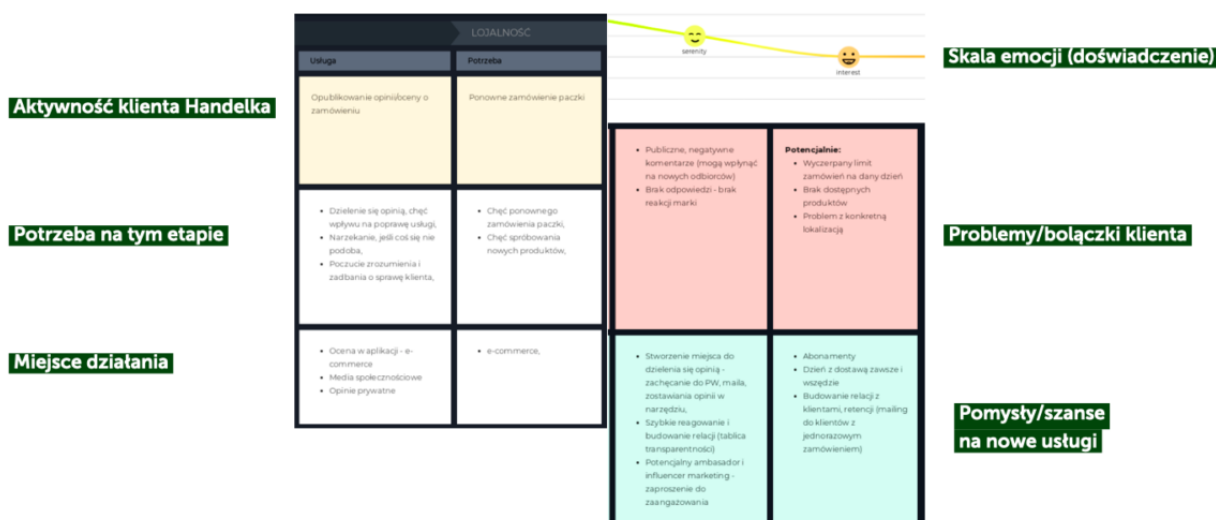 LOJALNOŚĆ
Usługa
Potrzeba
Aktywność klienta Handelka
Opublikowanie opinii/oceny o
zamówieniu
Ponowne zamówienie paczki
Potrzeba na tym etapie
• Dzielenie się opinią, chęć
wpływu na poprawę usługi,
• Narzekanie, jeśli coś się nie
podoba,
• Poczucie zrozumienia i
zadbania o sprawę klienta,
• Chęć ponownego
zamówienia paczki,
• Chęć spróbowania
nowych produktów,
Miejsce działania
• Ocena w aplikacji - e-
commerce
• Media społecznościowe
• Opinie prywatne
• e-commerce,
serenity
interest
Skala emocji (doświadczenie)
• Publiczne, negatywne
komentarze (mogą wpłynąć
na nowych odbiorców)
• Brak odpowiedzi - brak
reakcji marki
Potencjalnie:
• Wyczerpany limit
zamówień na dany dzień
• Brak dostępnych
produktów
• Problem z konkretną
lokalizacją
Problemy/bolączki klienta
• Stworzenie miejsca do
dzielenia się opinią -
zachęcanie do PW, maila,
zostawiania opinii w
narzędziu,
• Szybkie reagowanie i
budowanie relacji (tablica
transparentności)
• Potencjalny ambasador i
influencer marketing -
zaproszenie do
zaangażowania
• Abonamenty
• Dzień z dostawą zawsze i
wszędzie
• Budowanie relacji z
klientami, retencji (mailing
do klientów z
jednorazowym
zamówieniem)
Pomysły/szanse
na nowe usługi